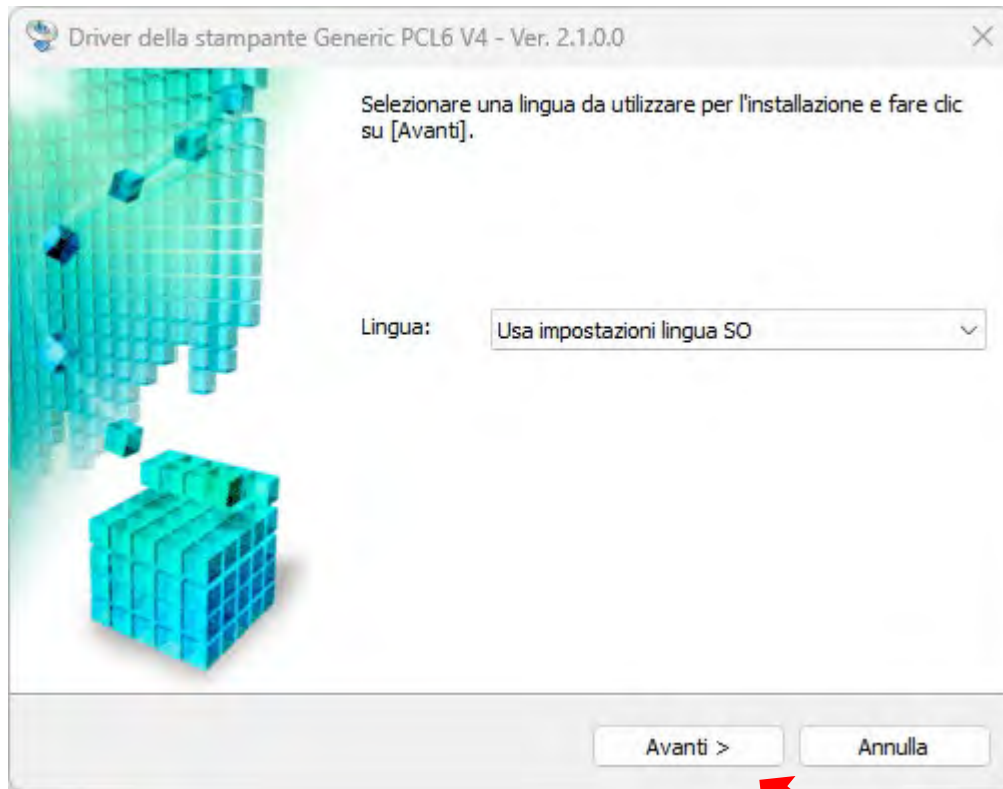 Driver della stampante Generic PCL6 V4 - Ver. 2.1.0.0
Selezionare una lingua da utilizzare per l'installazione e fare clic
su [Avanti].
Lingua:
Usa impostazioni lingua SO
Avanti >
Annulla